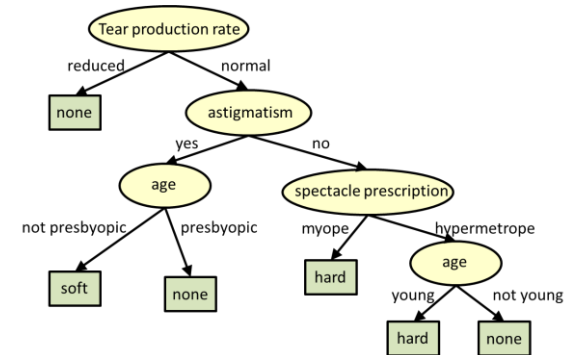 Tear production rate
reduced
normal
none
astigmatism
yes
no
age
spectacle prescription
not presbyopic
presbyopic
myope
hypermetrope
soft
none
hard
age
young
not young
hard
none